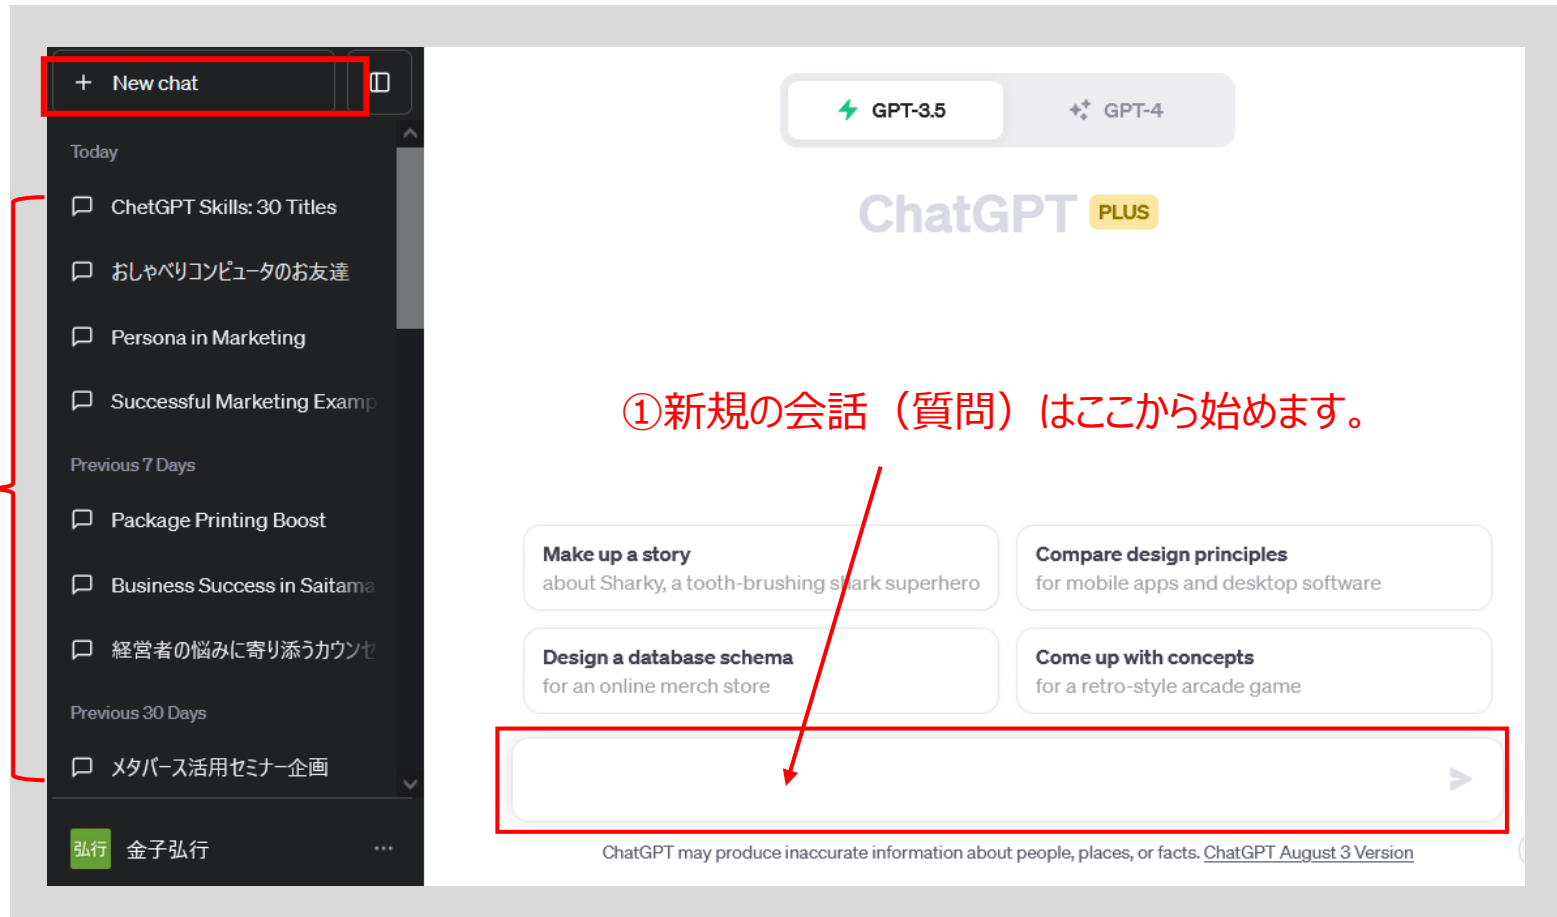 New chat
Today
ChetGPT Skills: 30 Titles
おしゃべりコンピュータのお友達
Persona in Marketing
Successful Marketing Examp
Previous 7 Days
Package Printing Boost
Business Success in Saitama
経営者の悩みに寄り添うカウンセ
Previous 30 Days
メタバース活用セミナー企画
弘行 金子弘行
GPT-3.5
GPT-4
ChatGPT PLUS
①新規の会話（質問）はここから始めます。
Make up a story
about Sharky, a tooth-brushing shark superhero
Compare design principles
for mobile apps and desktop software
Design a database schema
for an online merch store
Come up with concepts
for a retro-style arcade game
ChatGPT may produce inaccurate information about people, places, or facts. ChatGPT August 3 Version